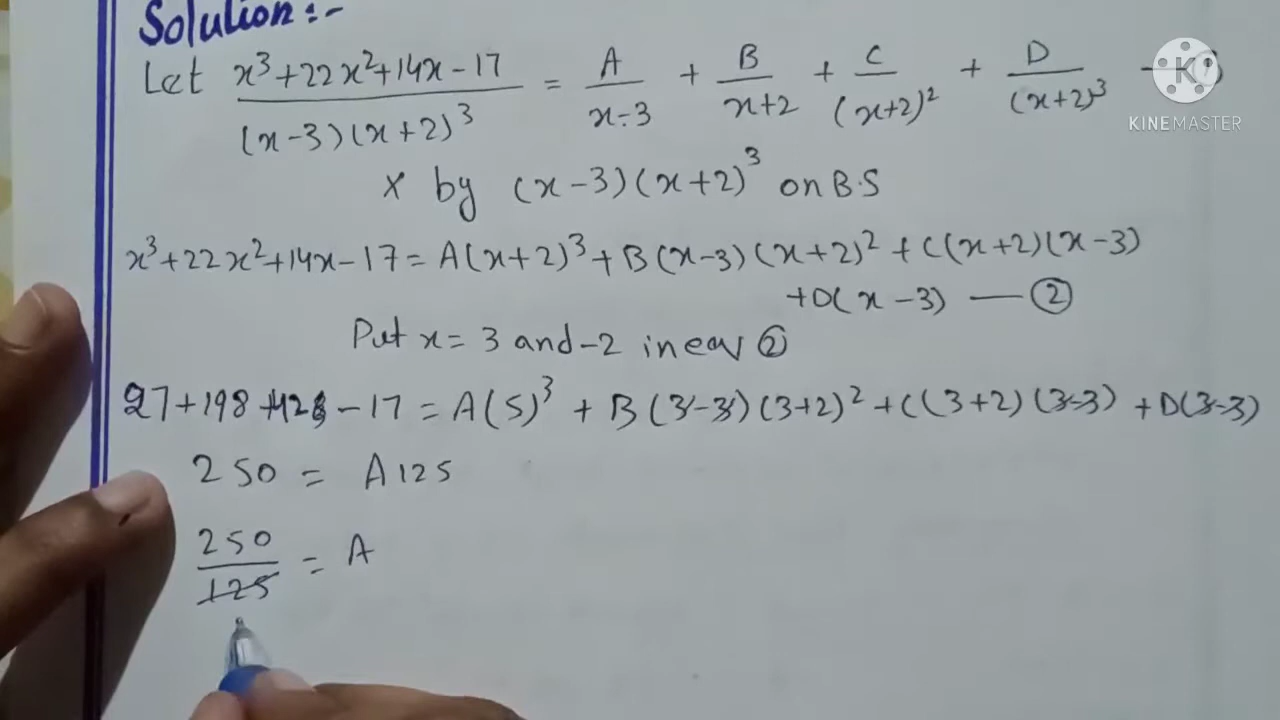 Solution:-
Let x³+22x²+14x-17 / (x-3)(x+2)³ = A/x-3 + B/x+2 + C/(x+2)² + D/(x+2)³
K
KINEMASTER
× by (x-3)(x+2)³ on B.S
x³+22x²+14x-17 = A(x+2)³+B(x-3)(x+2)²+C(x+2)(x-3)
+D(x-3) — ②
Put x = 3 and -2 in eq ②
27+198+42-17 = A(5)³ + B(3-3)(3+2)²+C(3+2)(3-3) +D(3-3)
250 = A125
250/125 = A